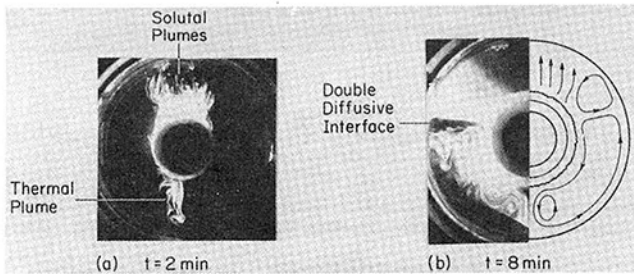 Solutal
Plumes
Thermal
Plume
(a) t=2 min
Double
Diffusive
Interface
(b) t=8 min